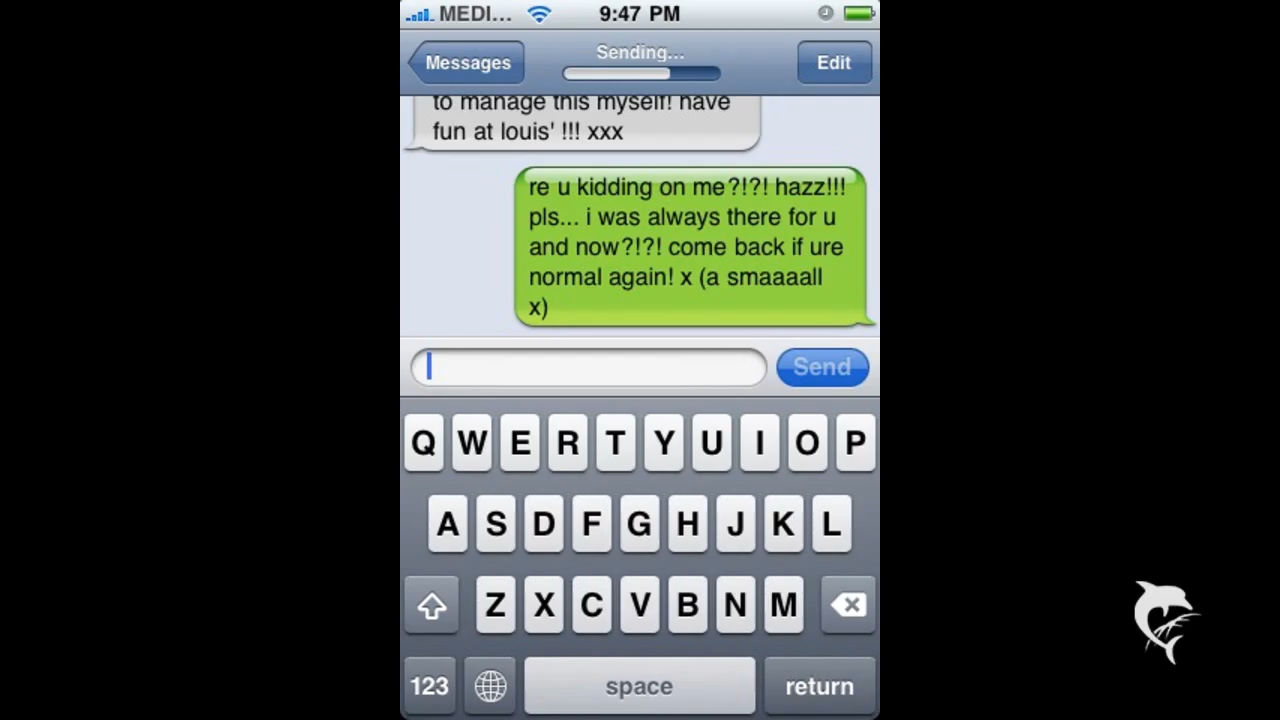 MEDI... 9:47 PM
Messages Sending... Edit
to manage this myself! have
fun at louis' !!! xxx
re u kidding on me?!?! hazz!!!
pls... i was always there for u
and now?!?! come back if ure
normal again! x (a smaaaall
x)
Send
Q W E R T Y U I O P
A S D F G H J K L
Z X C V B N M
123 space return